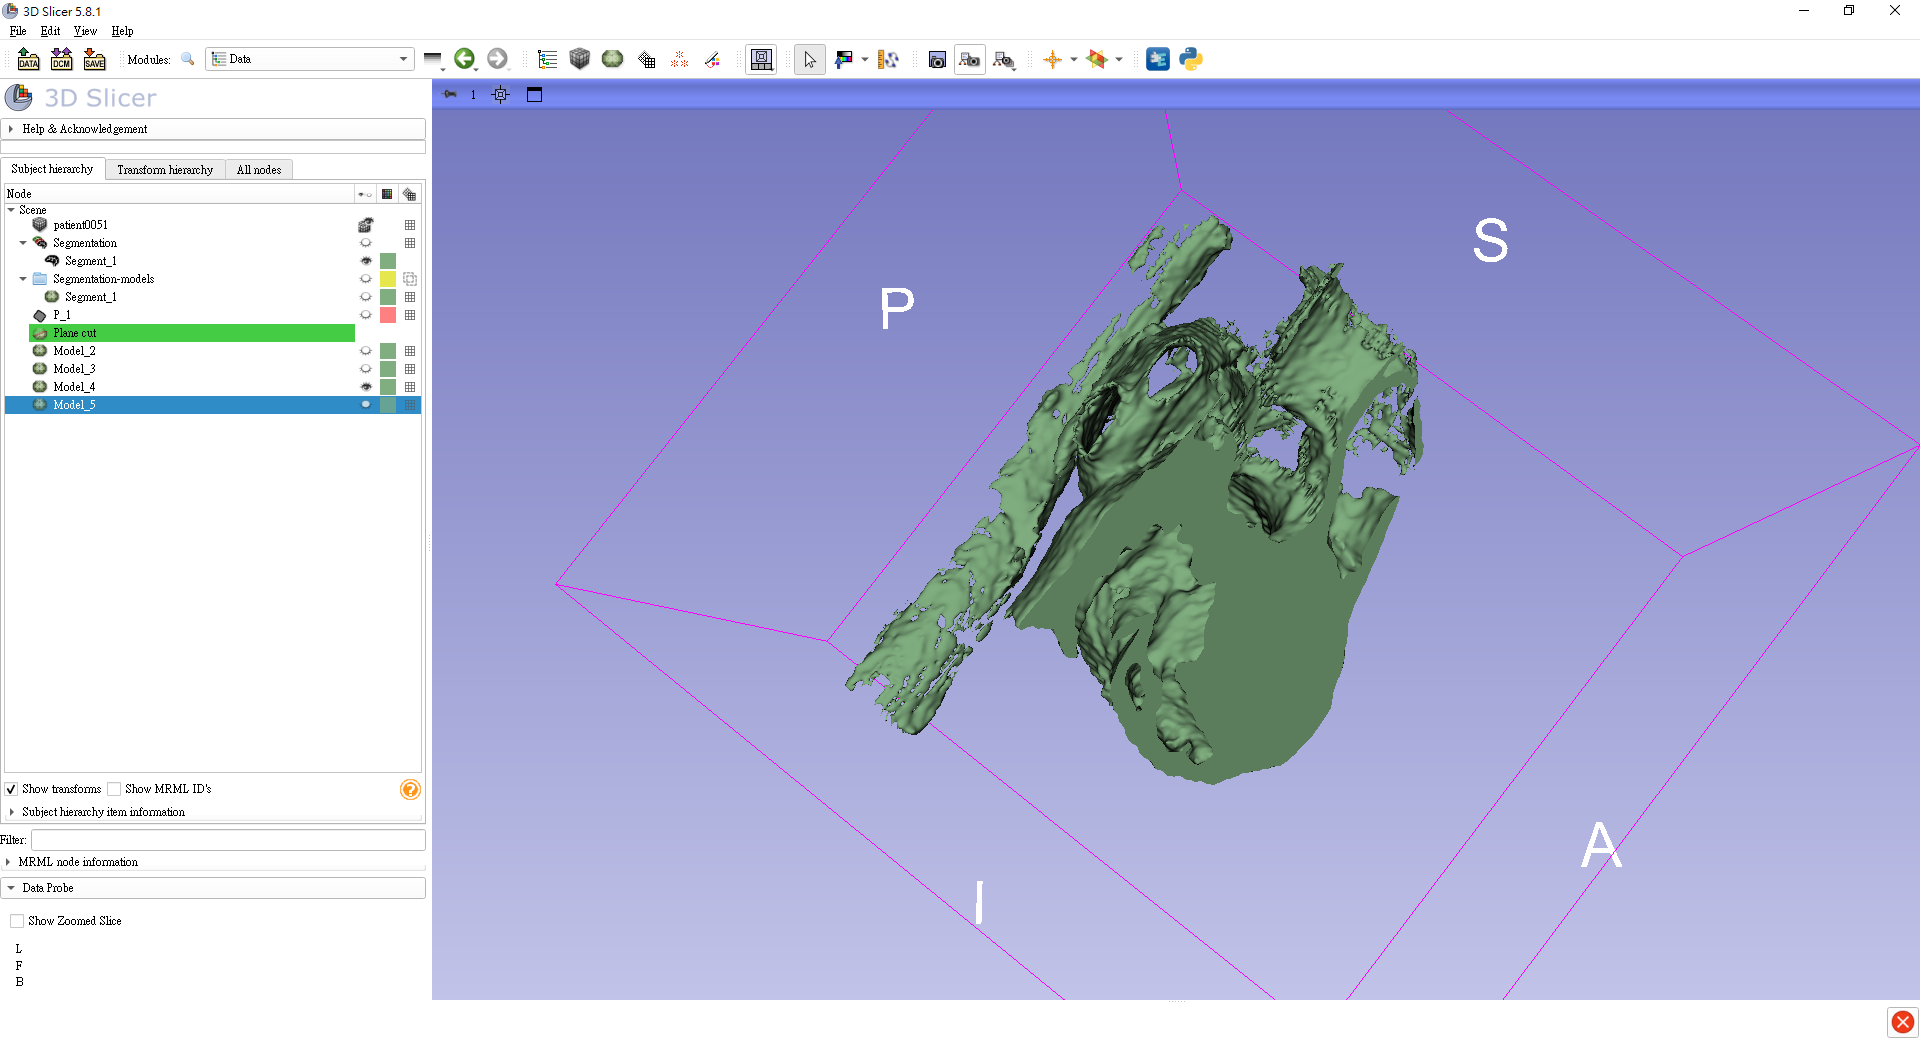 3D Slicer 5.8.1
File Edit View Help
DATA DCM SAVE Modules: Data
1
3D Slicer
Help & Acknowledgement
Subject hierarchy Transform hierarchy All nodes
Node
Scene
patient0051
Segmentation
Segment_1
Segmentation-models
Segment_1
P_1
Plane cut
Model_2
Model_3
Model_4
Model_5
Show transforms Show MRML ID's
Subject hierarchy item information
Filter:
MRML node information
Data Probe
Show Zoomed Slice
L
F
B
S
P
A
I